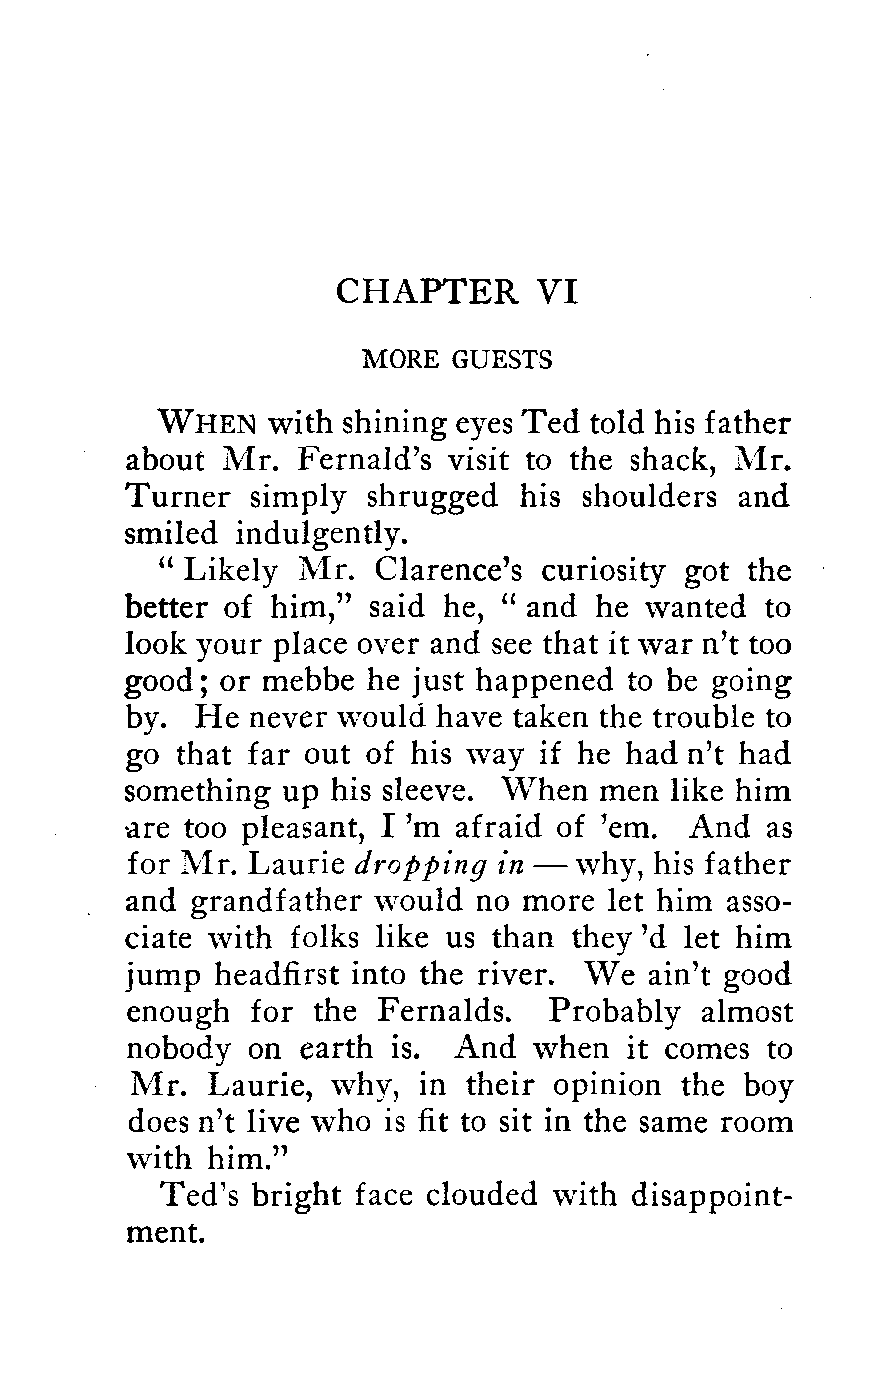 CHAPTER VI
MORE GUESTS
WHEN with shining eyes Ted told his father
about Mr. Fernald's visit to the shack, Mr.
Turner simply shrugged his shoulders and
smiled indulgently.
" Likely Mr. Clarence's curiosity got the
better of him," said he, " and he wanted to
look your place over and see that it war n't too
good; or mebbe he just happened to be going
by. He never would have taken the trouble to
go that far out of his way if he had n't had
something up his sleeve. When men like him
are too pleasant, I 'm afraid of 'em. And as
for Mr. Laurie dropping in — why, his father
and grandfather would no more let him asso-
ciate with folks like us than they 'd let him
jump headfirst into the river. We ain't good
enough for the Fernalds. Probably almost
nobody on earth is. And when it comes to
Mr. Laurie, why, in their opinion the boy
does n't live who is fit to sit in the same room
with him."
Ted's bright face clouded with disappoint-
ment.